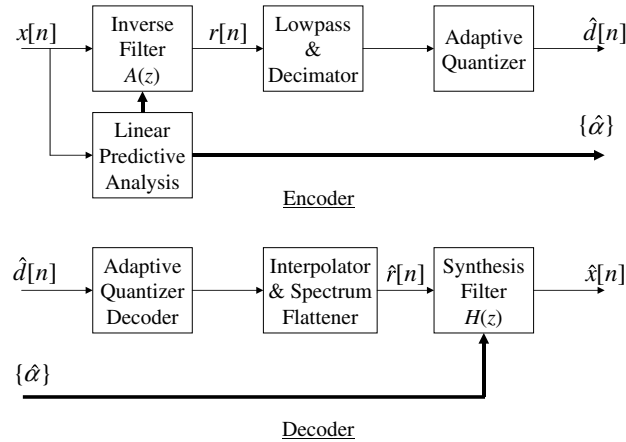 x[n]
Inverse
Filter
A(z)
r[n]
Lowpass
&
Decimator
Adaptive
Quantizer
d̂[n]
Linear
Predictive
Analysis
{α̂}
Encoder
d̂[n]
Adaptive
Quantizer
Decoder
Interpolator
& Spectrum
Flattener
r̂[n]
Synthesis
Filter
H(z)
x̂[n]
{α̂}
Decoder